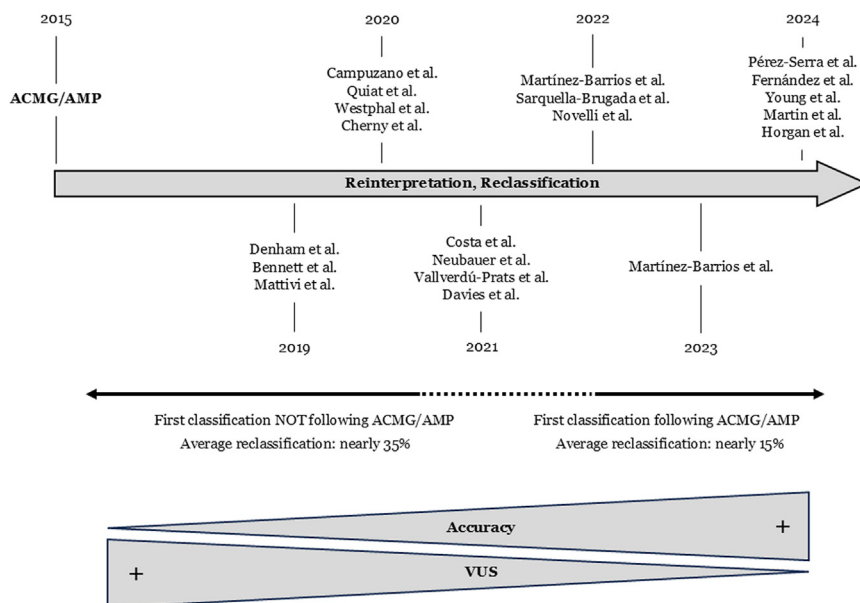 2015
2020
2022
2024
ACMG/AMP
Campuzano et al.
Quiat et al.
Westphal et al.
Cherny et al.
Martínez-Barrios et al.
Sarquella-Brugada et al.
Novelli et al.
Pérez-Serra et al.
Fernández et al.
Young et al.
Martin et al.
Horgan et al.
Reinterpretation, Reclassification
Denham et al.
Bennett et al.
Mattivi et al.
Costa et al.
Neubauer et al.
Vallverdú-Prats et al.
Davies et al.
Martínez-Barrios et al.
2019
2021
2023
First classification NOT following ACMG/AMP
Average reclassification: nearly 35%
First classification following ACMG/AMP
Average reclassification: nearly 15%
Accuracy
+
+
VUS